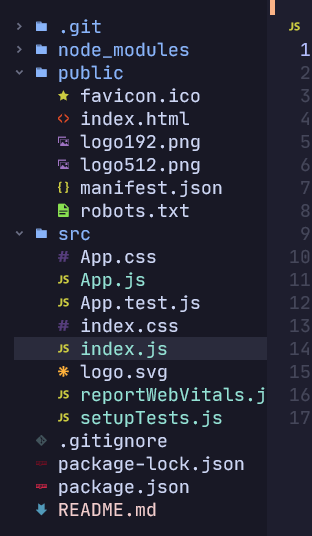 .git
node_modules
public
favicon.ico
index.html
logo192.png
logo512.png
manifest.json
robots.txt
src
App.css
App.js
App.test.js
index.css
index.js
logo.svg
reportWebVitals.j
setupTests.js
.gitignore
package-lock.json
package.json
README.md
JS
1
2
3
4
5
6
7
8
9
10
11
12
13
14
15
16
17